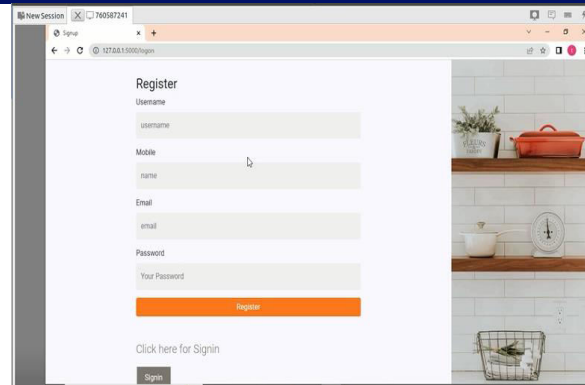 New Session
760587241
Signup
127.0.0.1:5000/logon
Register
Username
username
Mobile
name
Email
email
Password
Your Password
Register
Click here for Signin
Signin